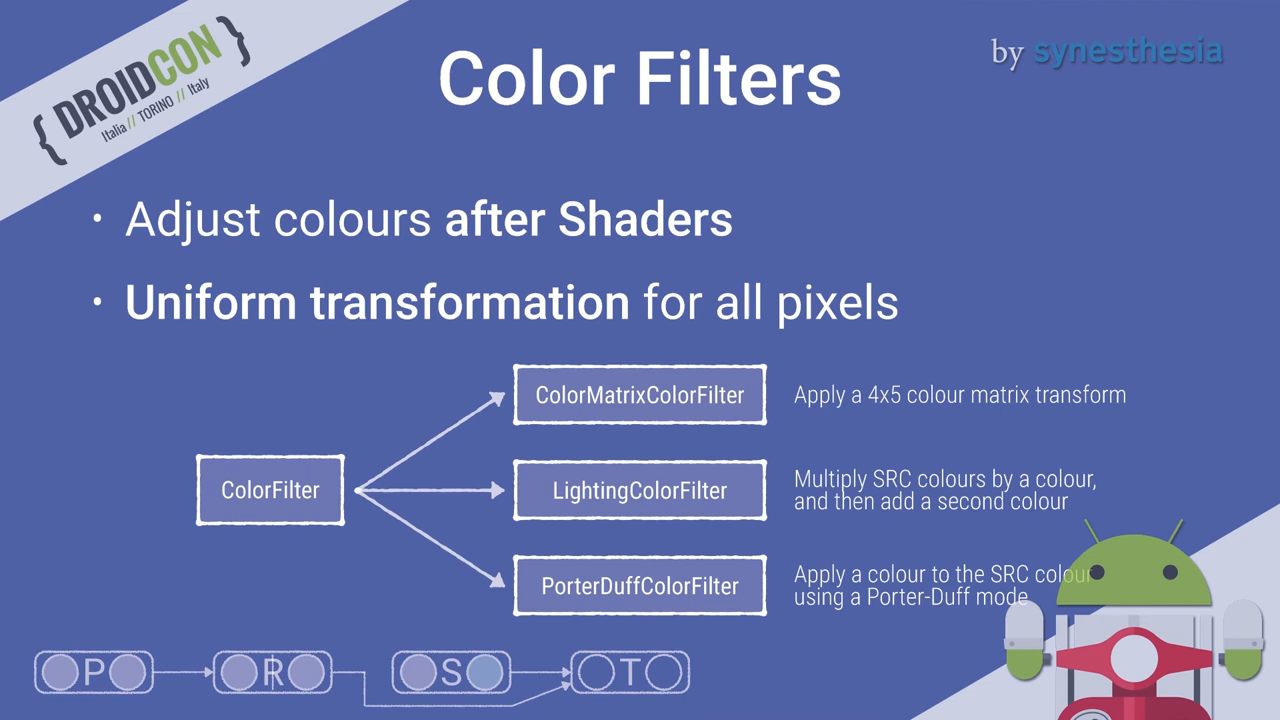 { DROIDCON }
Italia // TORINO // Italy
by synesthesia
Color Filters
• Adjust colours after Shaders
• Uniform transformation for all pixels
ColorFilter
ColorMatrixColorFilter
Apply a 4x5 colour matrix transform
LightingColorFilter
Multiply SRC colours by a colour,
and then add a second colour
PorterDuffColorFilter
Apply a colour to the SRC colour
using a Porter-Duff mode
P
R
S
T